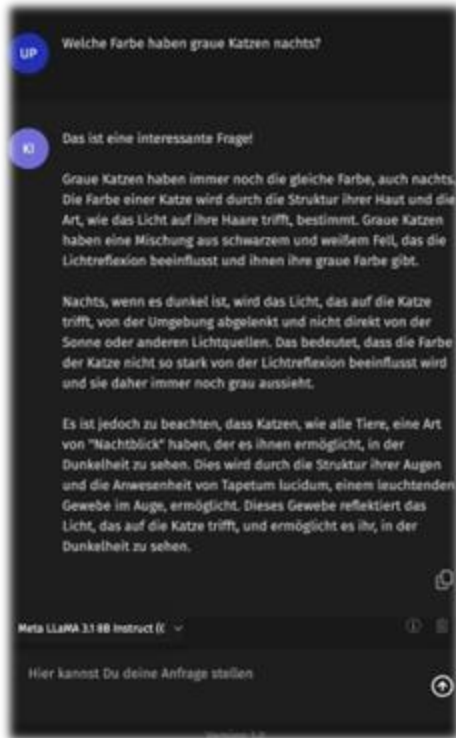 UP
Welche Farbe haben graue Katzen nachts?
KI
Das ist eine interessante Frage!
Graue Katzen haben immer noch die gleiche Farbe, auch nachts.
Die Farbe einer Katze wird durch die Struktur ihrer Haut und die
Art, wie das Licht auf ihre Haare trifft, bestimmt. Graue Katzen
haben eine Mischung aus schwarzem und weißem Fell, das die
Lichtreflexion beeinflusst und ihnen ihre graue Farbe gibt.
Nachts, wenn es dunkel ist, wird das Licht, das auf die Katze
trifft, von der Umgebung abgelenkt und nicht direkt von der
Sonne oder anderen Lichtquellen. Das bedeutet, dass die Farbe
der Katze nicht so stark von der Lichtreflexion beeinflusst wird
und sie daher immer noch grau aussieht.
Es ist jedoch zu beachten, dass Katzen, wie alle Tiere, eine Art
von "Nachtblick" haben, der es ihnen ermöglicht, in der
Dunkelheit zu sehen. Dies wird durch die Struktur ihrer Augen
und die Anwesenheit von Tapetum lucidum, einem leuchtenden
Gewebe im Auge, ermöglicht. Dieses Gewebe reflektiert das
Licht, das auf die Katze trifft, und ermöglicht es ihr, in der
Dunkelheit zu sehen.
Meta LLaMA 3.1 8B Instruct
Hier kannst Du deine Anfrage stellen